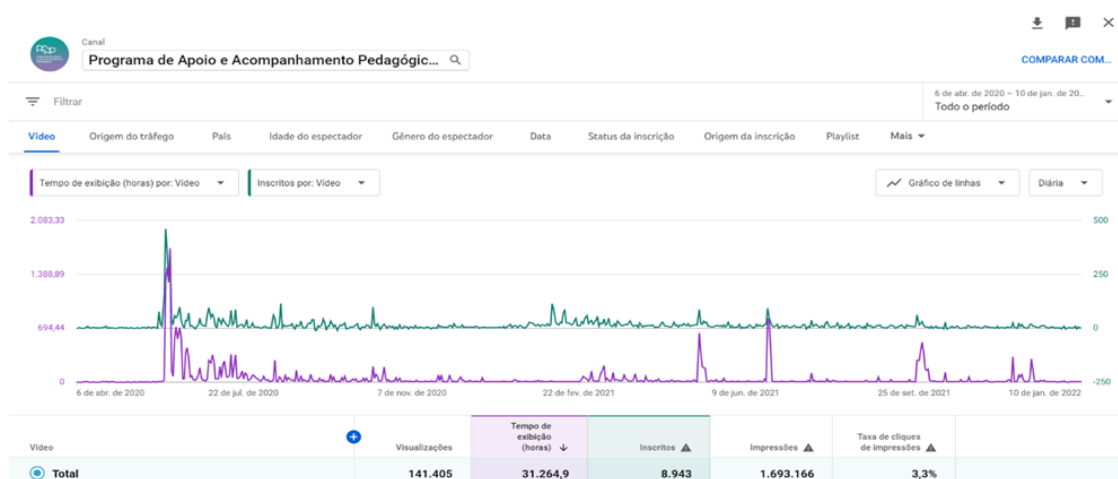 Canal
Programa de Apoio e Acompanhamento Pedagógic...
COMPARAR COM...
Filtrar
6 de abr. de 2020 – 10 de jan. de 20...
Todo o período
Vídeo Origem do tráfego País Idade do espectador Gênero do espectador Data Status da inscrição Origem da inscrição Playlist Mais
Tempo de exibição (horas) por: Vídeo Inscritos por: Vídeo Gráfico de linhas Diária
2.083,33 500
1.388,89 250
694,44 0
0 -250
6 de abr. de 2020 22 de jul. de 2020 7 de nov. de 2020 22 de fev. de 2021 9 de jun. de 2021 25 de set. de 2021 10 de jan. de 2022
Vídeo Visualizações Tempo de exibição (horas) Inscritos Impressões Taxa de cliques de impressões
Total 141.405 31.264,9 8.943 1.693.166 3,3%